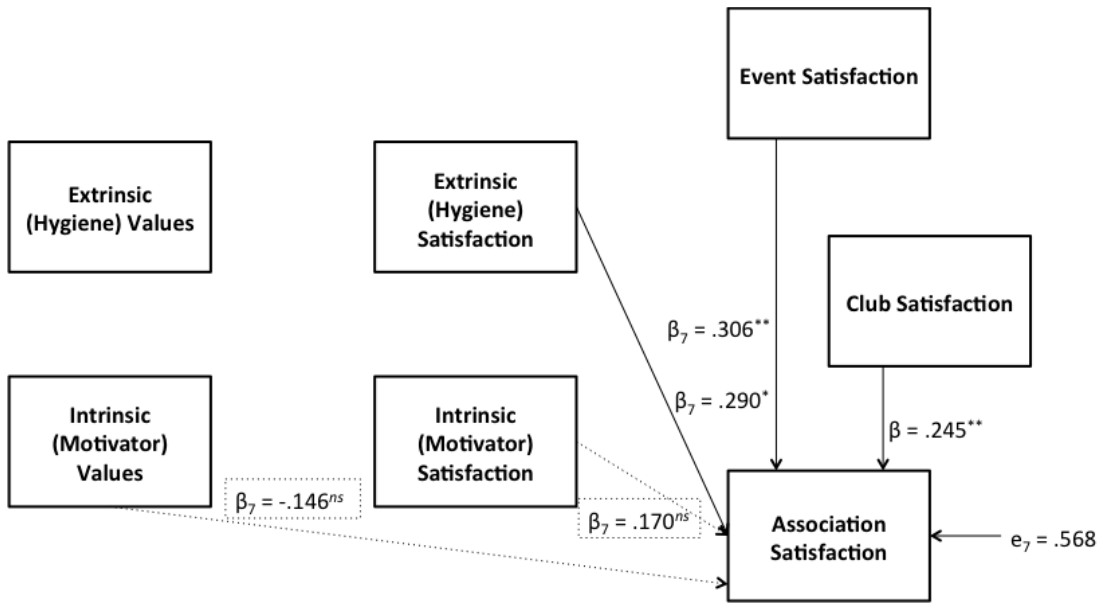 Event Satisfaction
Extrinsic
(Hygiene) Values
Extrinsic
(Hygiene)
Satisfaction
Club Satisfaction
β₇ = .306**
β₇ = .290*
β = .245**
Intrinsic
(Motivator)
Values
Intrinsic
(Motivator)
Satisfaction
β₇ = -.146ⁿˢ
β₇ = .170ⁿˢ
Association
Satisfaction
e₇ = .568